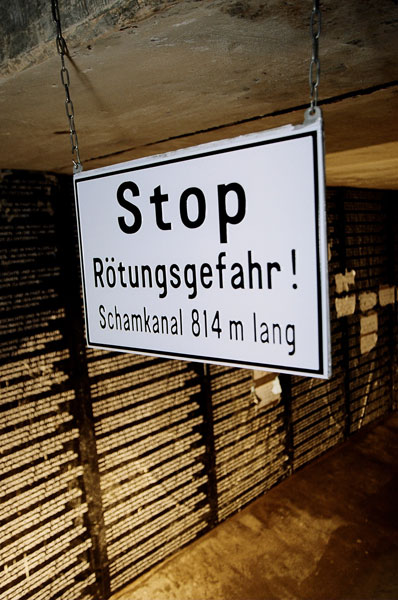 Stop
Rötungsgefahr!
Schamkanal 814 m lang